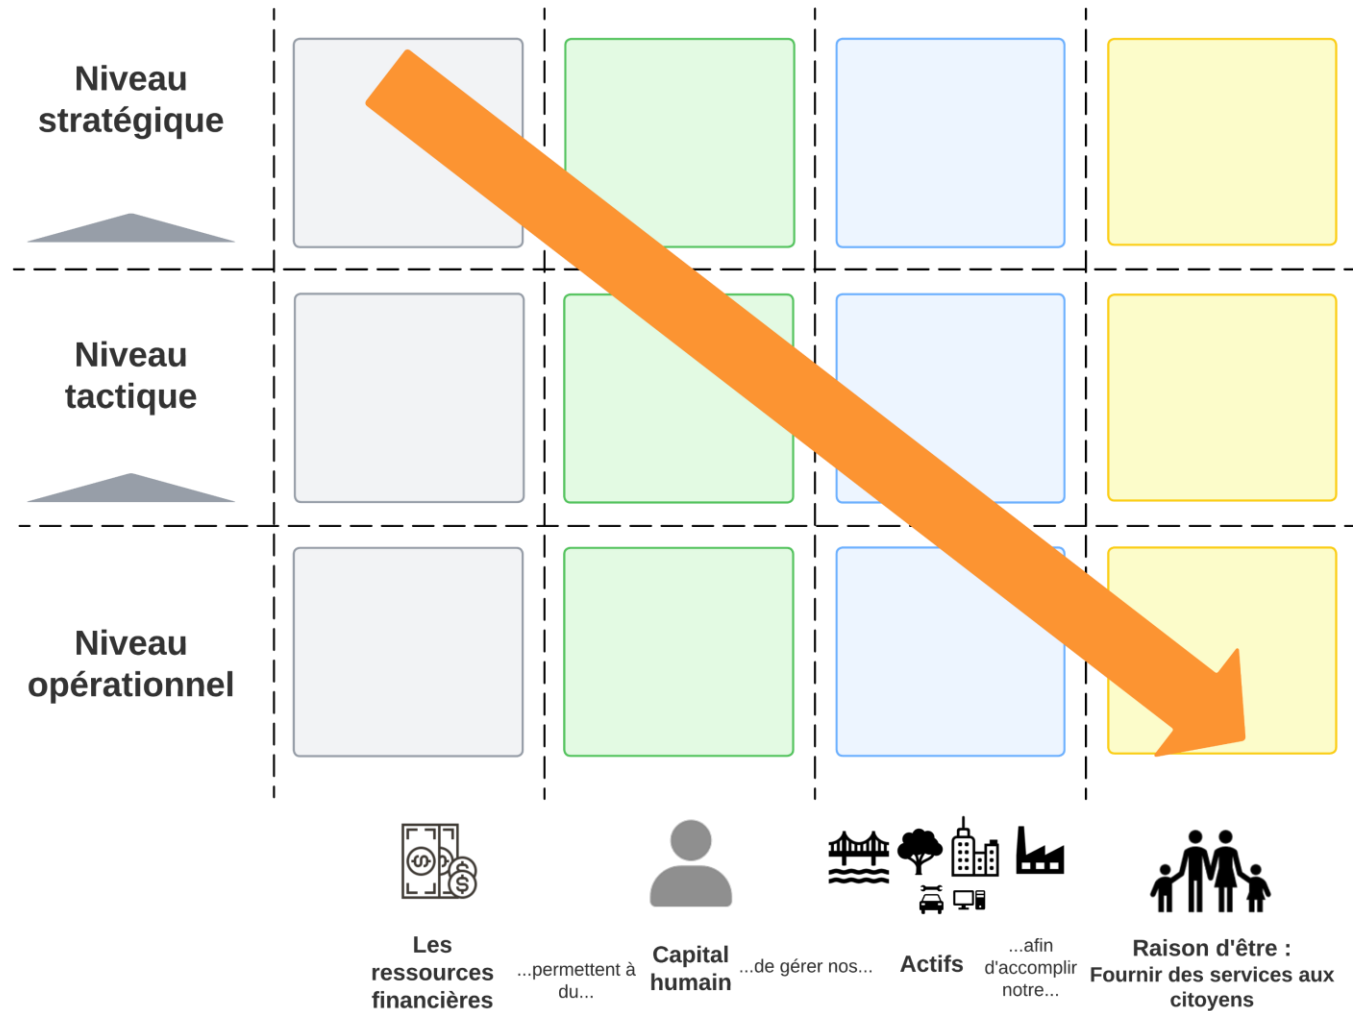 Niveau
stratégique
Niveau
tactique
Niveau
opérationnel
Les
ressources
financières
...permettent à
du...
Capital
humain
...de gérer nos...
Actifs
...afin
d'accomplir
notre...
Raison d'être :
Fournir des services aux
citoyens